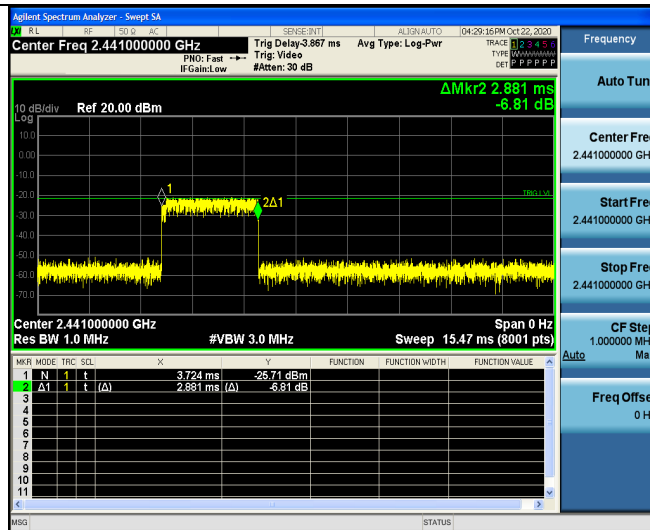 Agilent Spectrum Analyzer - Swept SA
LXI RL RF 50 Ω AC SENSE:INT ALIGN AUTO 04:29:16 PM Oct 22, 2020
Center Freq 2.441000000 GHz
PNO: Fast
IFGain:Low
Trig Delay-3.867 ms
Trig: Video
#Atten: 30 dB
Avg Type: Log-Pwr
TRACE 1 2 3 4 5 6
TYPE W
DET P P P P P P
ΔMkr2 2.881 ms
-6.81 dB
10 dB/div Ref 20.00 dBm
Log
10.0
0.00
-10.0
-20.0
-30.0
-40.0
-50.0
-60.0
-70.0
1
2Δ1
TRIG LVL
Center 2.441000000 GHz Span 0 Hz
Res BW 1.0 MHz #VBW 3.0 MHz Sweep 15.47 ms (8001 pts)
MKR MODE TRC SCL X Y FUNCTION FUNCTION WIDTH FUNCTION VALUE
1 N 1 t 3.724 ms -25.71 dBm
2 Δ1 1 t (Δ) 2.881 ms (Δ) -6.81 dB
3
4
5
6
7
8
9
10
11
MSG STATUS
Frequency
Auto Tun
Center Fre
2.441000000 GH
Start Fre
2.441000000 GH
Stop Fre
2.441000000 GH
CF Step
1.000000 MH
Auto Ma
Freq Offse
0 H